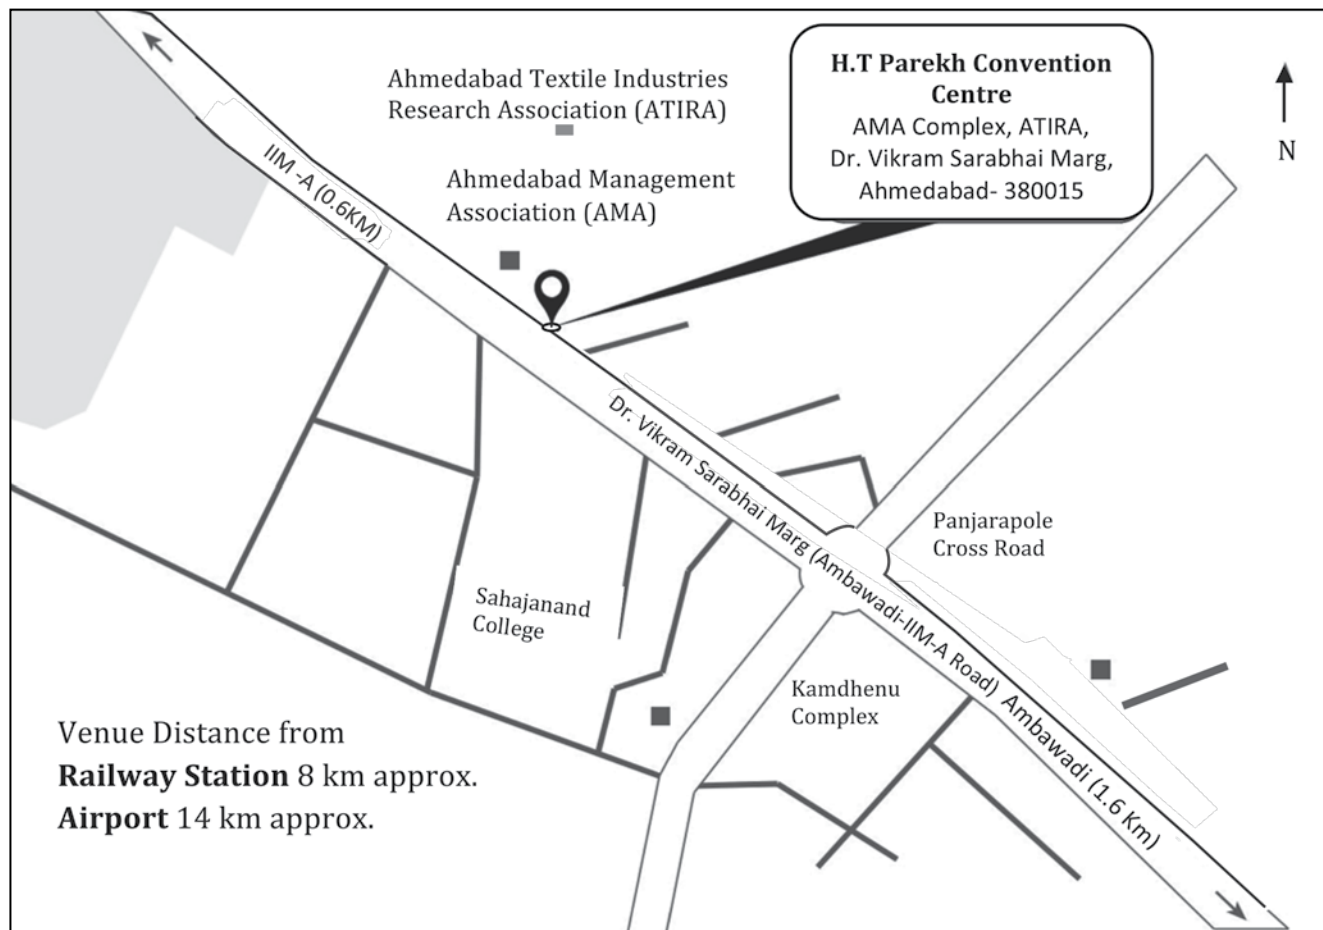 Ahmedabad Textile Industries
Research Association (ATIRA)
H.T Parekh Convention
Centre
AMA Complex, ATIRA,
Dr. Vikram Sarabhai Marg,
Ahmedabad- 380015
N
IIM -A (0.6KM)
Ahmedabad Management
Association (AMA)
Dr. Vikram Sarabhai Marg (Ambawadi-IIM-A Road) Ambawadi (1.6 Km)
Panjarapole
Cross Road
Sahajanand
College
Kamdhenu
Complex
Venue Distance from
Railway Station 8 km approx.
Airport 14 km approx.